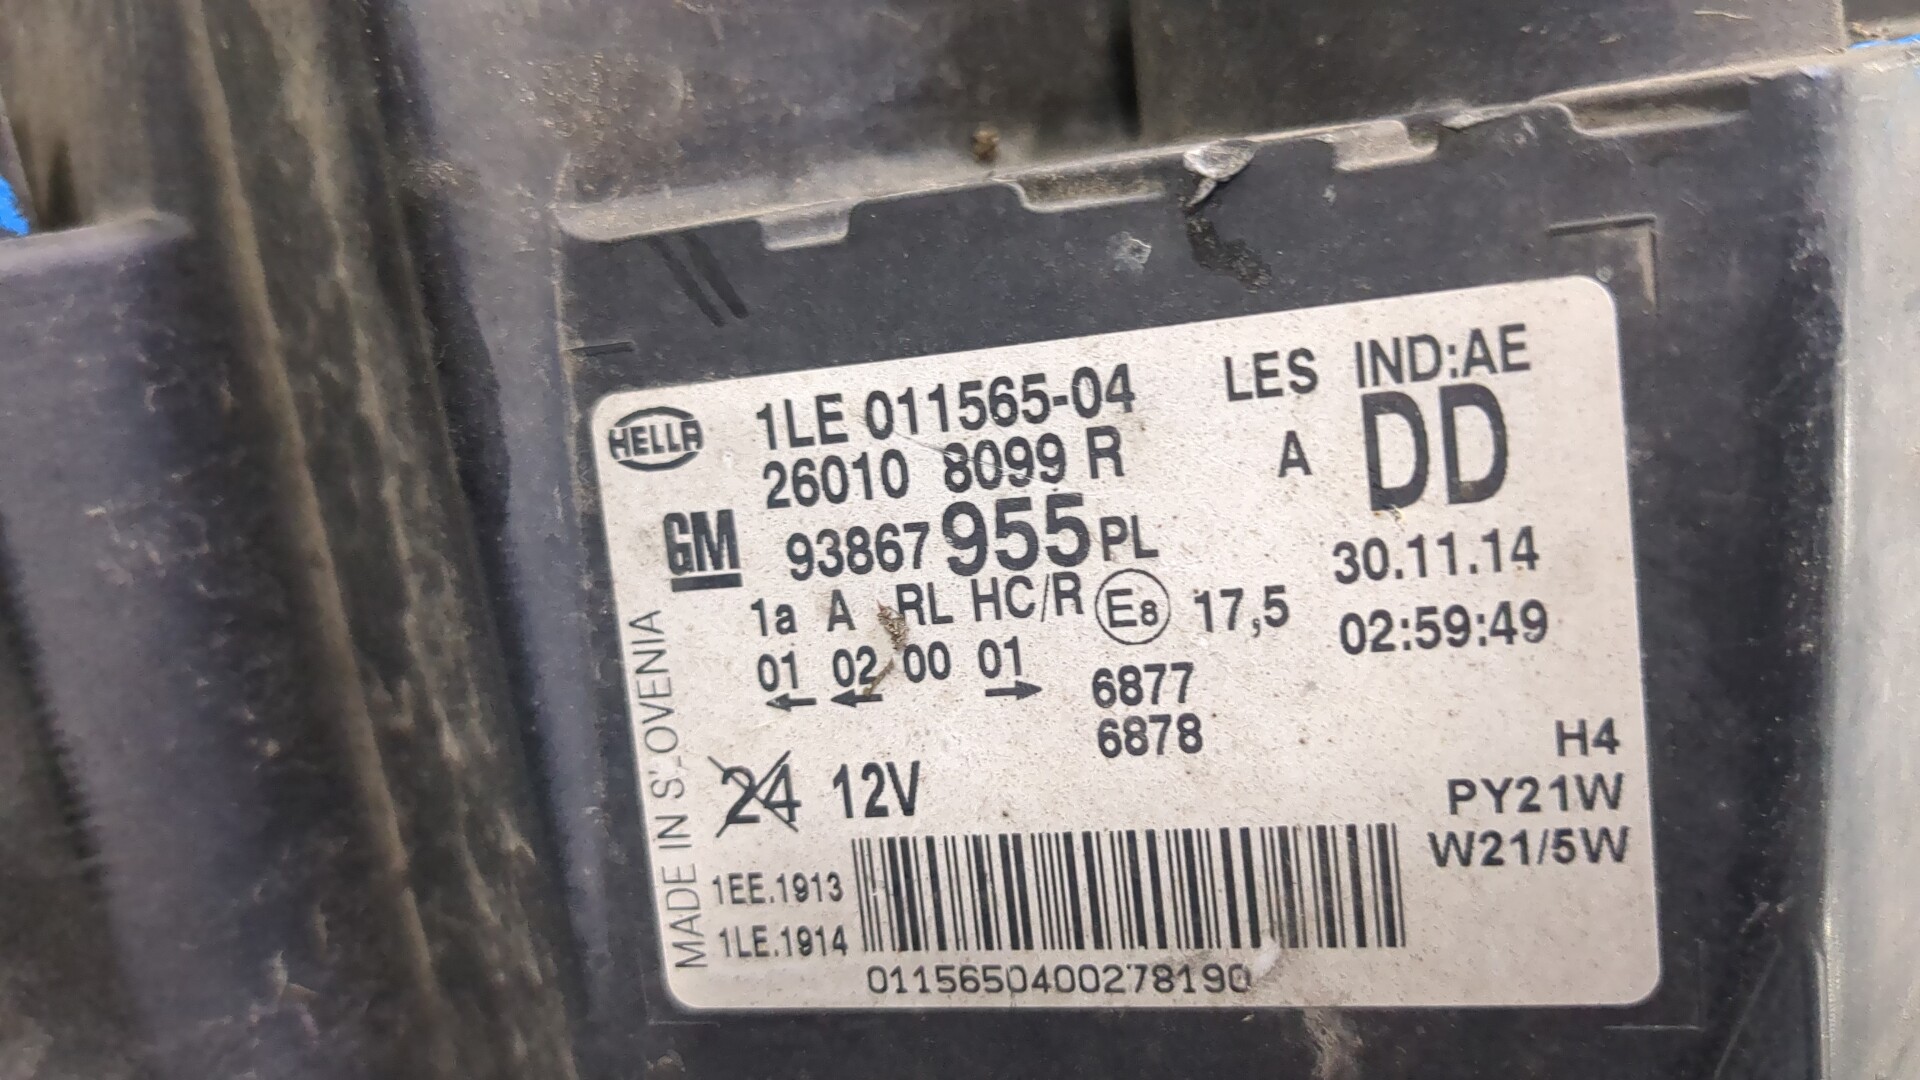 HELLA 1LE 011565-04 LES IND:AE
26010 8099 R A DD
GM 93867 955 PL 30.11.14
1a A RL HC/R E8 17,5 02:59:49
01 02 00 01 6877
← ← →
6878
H4
24 12V PY21W
W21/5W
1EE.1913
1LE.1914
0115650400278190
MADE IN SLOVENIA